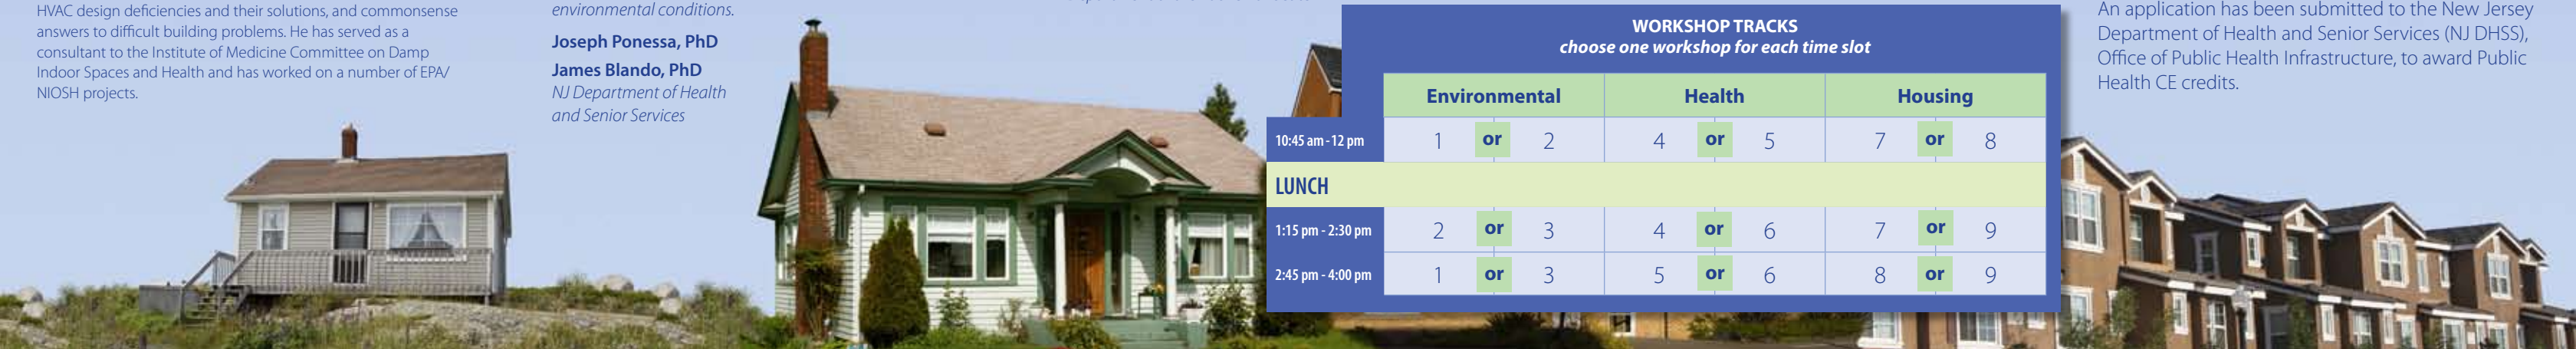 HVAC design deficiencies and their solutions, and commonsense
answers to difficult building problems. He has served as a
consultant to the Institute of Medicine Committee on Damp
Indoor Spaces and Health and has worked on a number of EPA/
NIOSH projects.
environmental conditions.
Joseph Ponessa, PhD
James Blando, PhD
NJ Department of Health
and Senior Services
WORKSHOP TRACKS
choose one workshop for each time slot
Environmental Health Housing
10:45 am - 12 pm 1 or 2 4 or 5 7 or 8
LUNCH
1:15 pm - 2:30 pm 2 or 3 4 or 6 7 or 9
2:45 pm - 4:00 pm 1 or 3 5 or 6 8 or 9
An application has been submitted to the New Jersey
Department of Health and Senior Services (NJ DHSS),
Office of Public Health Infrastructure, to award Public
Health CE credits.